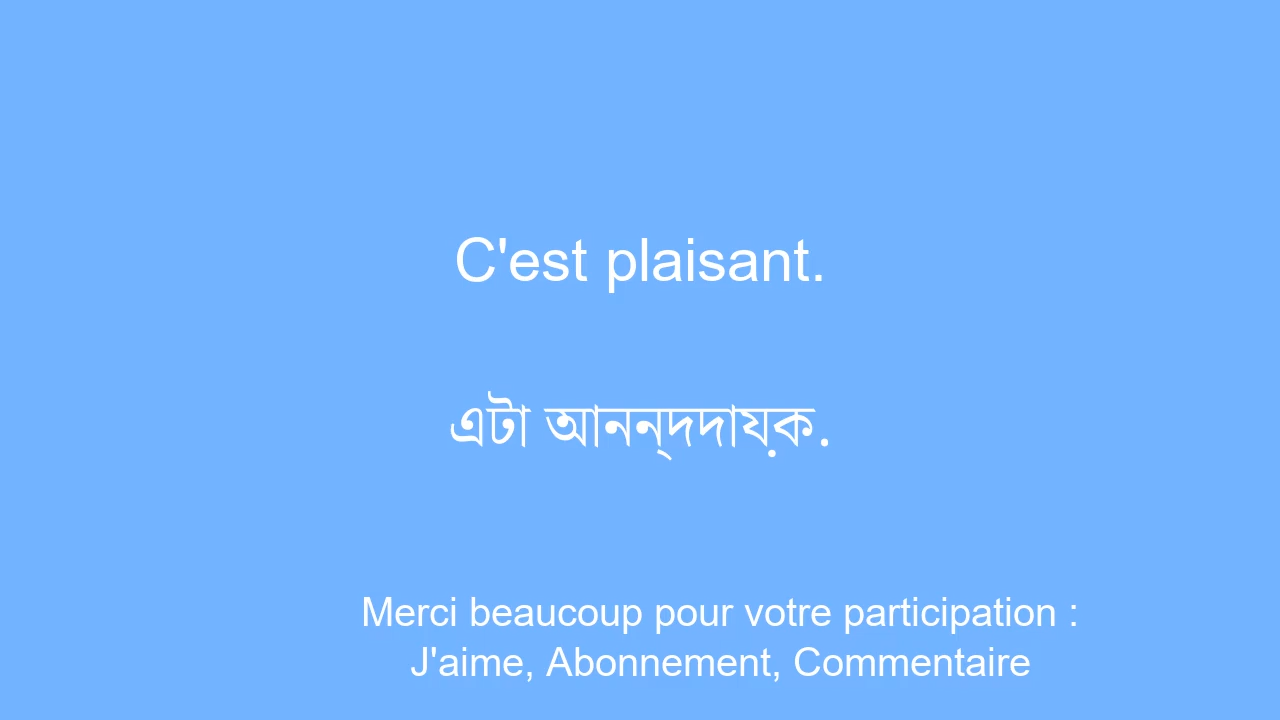 C'est plaisant.
এটা আনন্দদায়ক.
Merci beaucoup pour votre participation :
J'aime, Abonnement, Commentaire